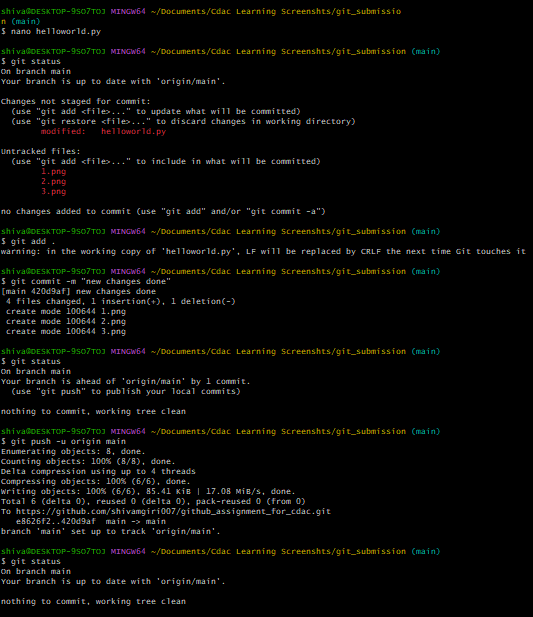 shiva@DESKTOP-9SO7TOJ MINGW64 ~/Documents/Cdac Learning Screenshts/git_submissio
n (main)
$ nano helloworld.py
shiva@DESKTOP-9SO7TOJ MINGW64 ~/Documents/Cdac Learning Screenshts/git_submission (main)
$ git status
On branch main
Your branch is up to date with 'origin/main'.
Changes not staged for commit:
  (use "git add <file>..." to update what will be committed)
  (use "git restore <file>..." to discard changes in working directory)
        modified:   helloworld.py
Untracked files:
  (use "git add <file>..." to include in what will be committed)
        1.png
        2.png
        3.png
no changes added to commit (use "git add" and/or "git commit -a")
shiva@DESKTOP-9SO7TOJ MINGW64 ~/Documents/Cdac Learning Screenshts/git_submission (main)
$ git add .
warning: in the working copy of 'helloworld.py', LF will be replaced by CRLF the next time Git touches it
shiva@DESKTOP-9SO7TOJ MINGW64 ~/Documents/Cdac Learning Screenshts/git_submission (main)
$ git commit -m "new changes done"
[main 420d9af] new changes done
 4 files changed, 1 insertion(+), 1 deletion(-)
 create mode 100644 1.png
 create mode 100644 2.png
 create mode 100644 3.png
shiva@DESKTOP-9SO7TOJ MINGW64 ~/Documents/Cdac Learning Screenshts/git_submission (main)
$ git status
On branch main
Your branch is ahead of 'origin/main' by 1 commit.
  (use "git push" to publish your local commits)
nothing to commit, working tree clean
shiva@DESKTOP-9SO7TOJ MINGW64 ~/Documents/Cdac Learning Screenshts/git_submission (main)
$ git push -u origin main
Enumerating objects: 8, done.
Counting objects: 100% (8/8), done.
Delta compression using up to 4 threads
Compressing objects: 100% (6/6), done.
Writing objects: 100% (6/6), 85.41 KiB | 17.08 MiB/s, done.
Total 6 (delta 0), reused 0 (delta 0), pack-reused 0 (from 0)
To https://github.com/shivamgiri007/github_assignment_for_cdac.git
   e8626f2..420d9af  main -> main
branch 'main' set up to track 'origin/main'.
shiva@DESKTOP-9SO7TOJ MINGW64 ~/Documents/Cdac Learning Screenshts/git_submission (main)
$ git status
On branch main
Your branch is up to date with 'origin/main'.
nothing to commit, working tree clean